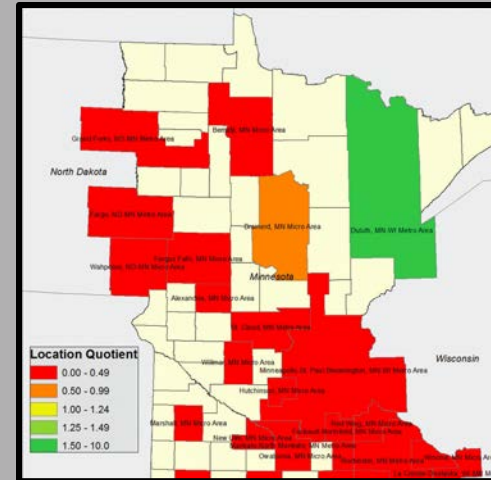 Bemidji, MN Micro Area
Grand Forks, ND-MN Metro Area
North Dakota
Fargo, ND-MN Metro Area
Brainerd, MN Micro Area
Duluth, MN-WI Metro Area
Fergus Falls, MN Micro Area
Wahpeton, ND-MN Micro Area
Minnesota
Alexandria, MN Micro Area
St. Cloud, MN Metro Area
Location Quotient
0.00 - 0.49
0.50 - 0.99
1.00 - 1.24
1.25 - 1.49
1.50 - 10.0
Willmar, MN Micro Area
Wisconsin
Minneapolis-St. Paul-Bloomington, MN-WI Metro Area
Hutchinson, MN Micro Area
Marshall, MN Micro Area
Red Wing, MN Micro Area
New Ulm, MN Micro Area
Mankato-North Mankato, MN Metro Area
Owatonna, MN Micro Area